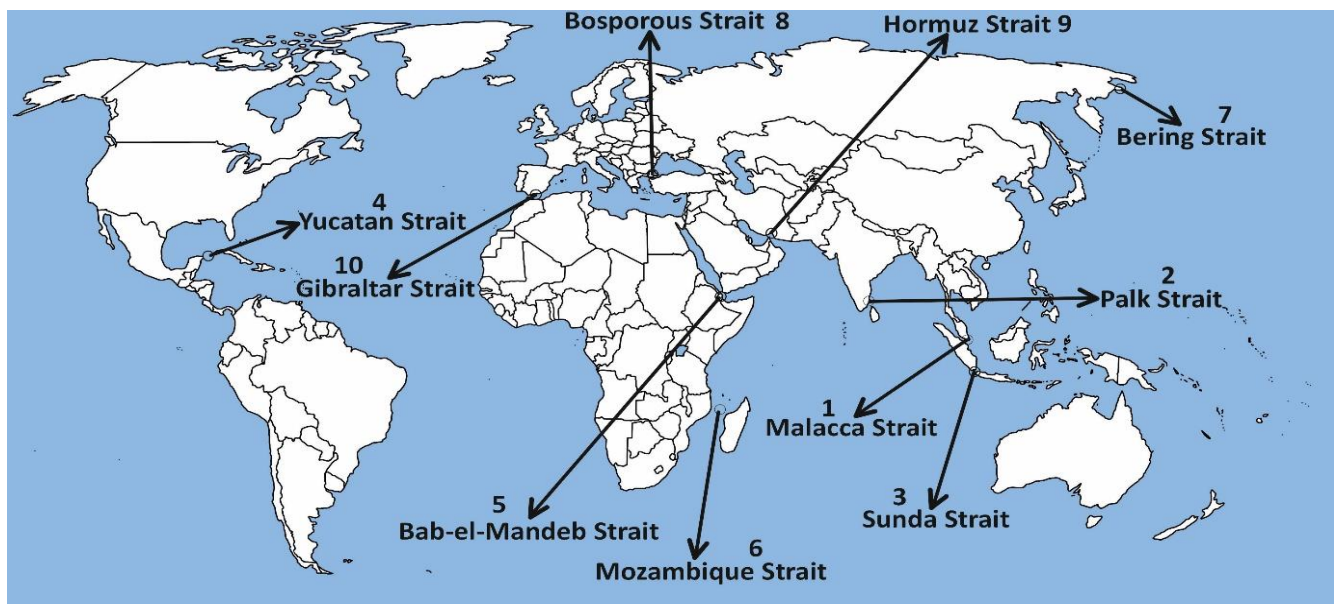 Bosporous Strait 8
Hormuz Strait 9
7
Bering Strait
4
Yucatan Strait
10
Gibraltar Strait
2
Palk Strait
1
Malacca Strait
5
Bab-el-Mandeb Strait
3
Sunda Strait
6
Mozambique Strait